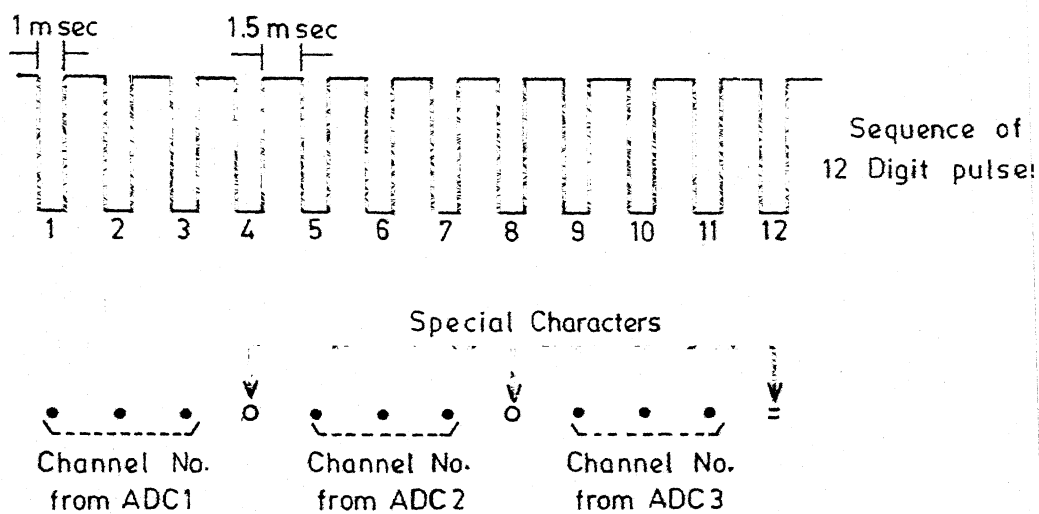 1 m sec 1.5 m sec
Sequence of
12 Digit pulse
1 2 3 4 5 6 7 8 9 10 11 12
Special Characters
O O =
Channel No. Channel No. Channel No.
from ADC1 from ADC2 from ADC3